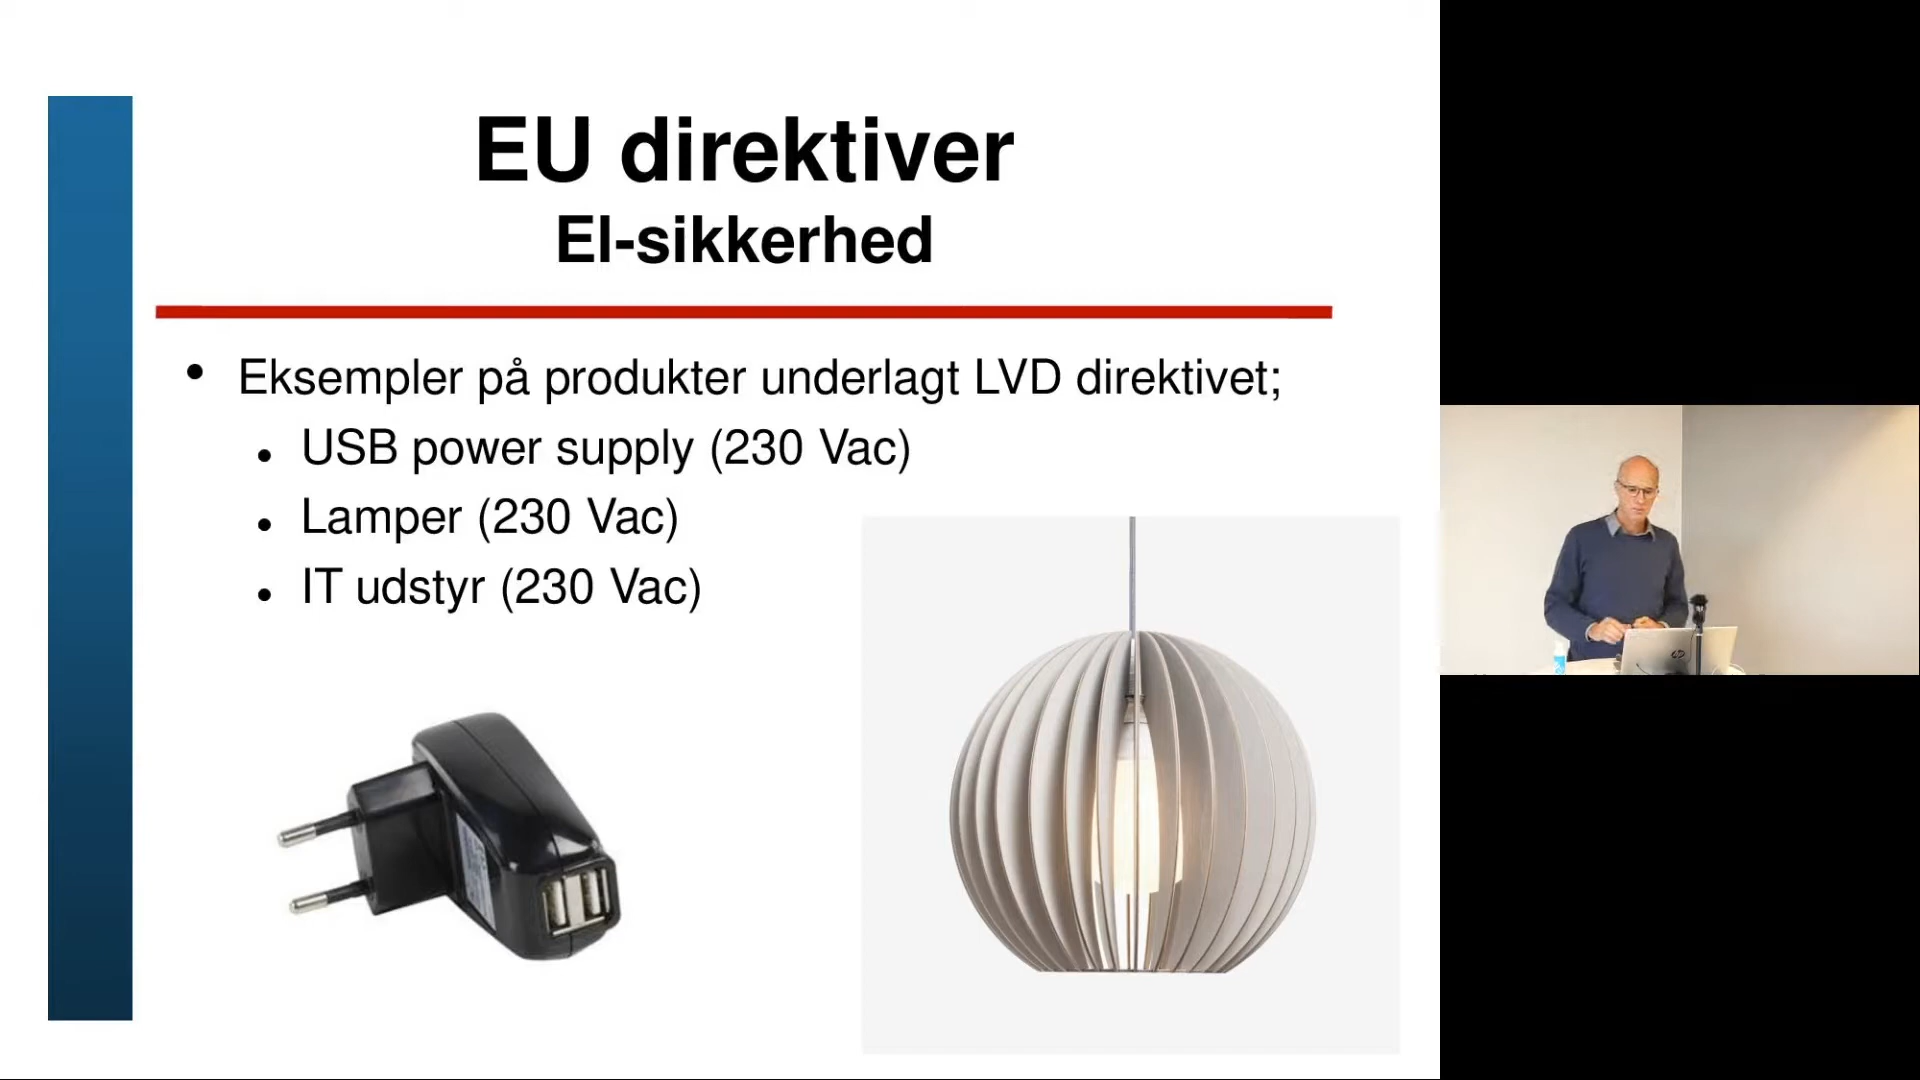 EU direktiver
El-sikkerhed
• Eksempler på produkter underlagt LVD direktivet;
• USB power supply (230 Vac)
• Lamper (230 Vac)
• IT udstyr (230 Vac)
hp